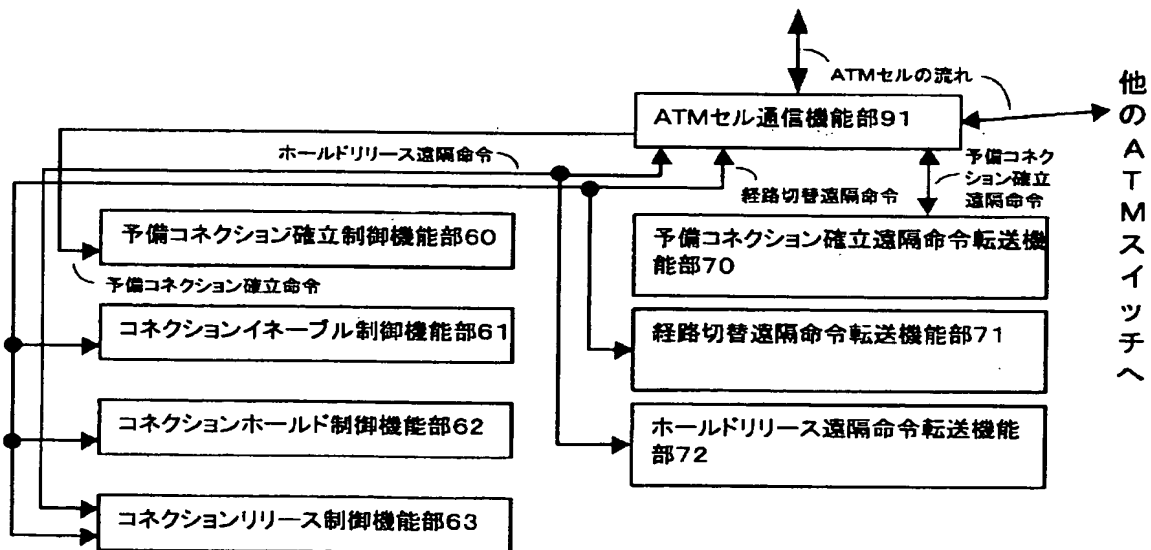 ATMセルの流れ
ATMセル通信機能部91
他のATMスイッチへ
ホールドリリース遠隔命令
経路切替遠隔命令
予備コネク
ション確立
遠隔命令
予備コネクション確立制御機能部60
予備コネクション確立命令
予備コネクション確立遠隔命令転送機
能部70
コネクションイネーブル制御機能部61
経路切替遠隔命令転送機能部71
コネクションホールド制御機能部62
ホールドリリース遠隔命令転送機能
部72
コネクションリリース制御機能部63